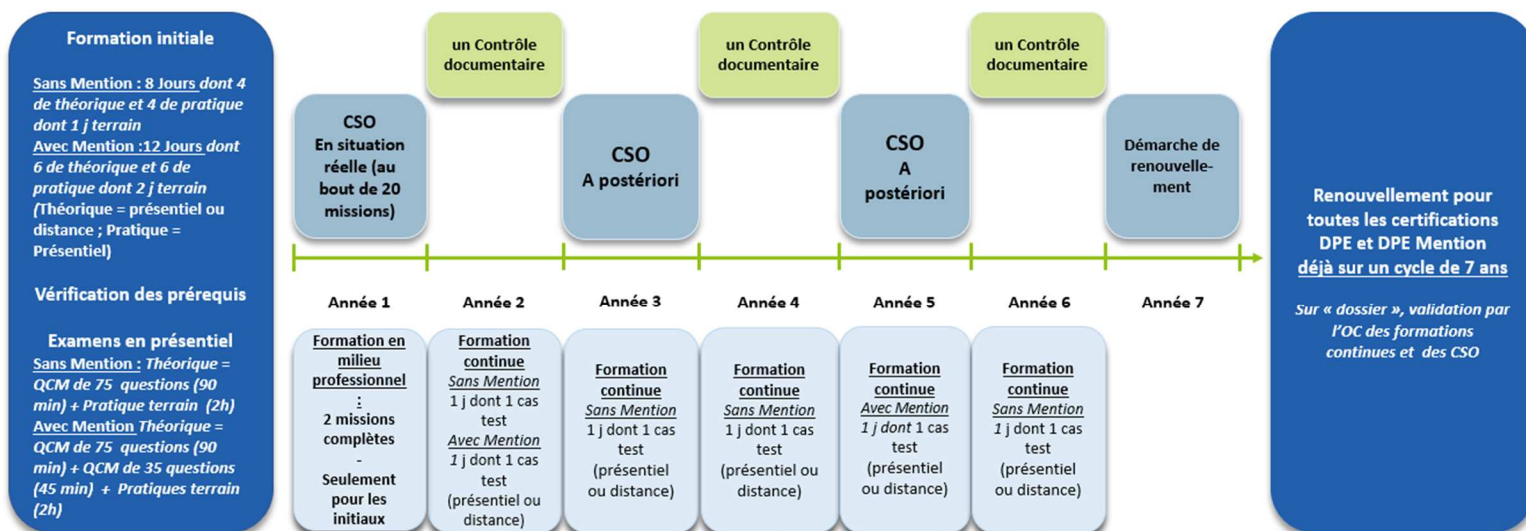 Formation initiale
Sans Mention : 8 Jours dont 4
de théorique et 4 de pratique
dont 1 j terrain
Avec Mention :12 Jours dont
6 de théorique et 6 de
pratique dont 2 j terrain
(Théorique = présentiel ou
distance ; Pratique =
Présentiel)
Vérification des prérequis
Examens en présentiel
Sans Mention : Théorique =
QCM de 75 questions (90
min) + Pratique terrain (2h)
Avec Mention Théorique =
QCM de 75 questions (90
min) + QCM de 35 questions
(45 min) + Pratiques terrain
(2h)
un Contrôle
documentaire
un Contrôle
documentaire
un Contrôle
documentaire
CSO
En situation
réelle (au
bout de 20
missions)
CSO
A postériori
CSO
A
postériori
Démarche de
renouvelle-
ment
Année 1
Année 2
Année 3
Année 4
Année 5
Année 6
Année 7
Formation en
milieu
professionnel
:
2 missions
complètes
-
Seulement
pour les
initiaux
Formation
continue
Sans Mention
1 j dont 1 cas
test
Avec Mention
1 j dont 1 cas
test
(présentiel ou
distance)
Formation
continue
Sans Mention
1 j dont 1 cas
test
(présentiel
ou distance)
Formation
continue
Sans Mention
1 j dont 1 cas
test
(présentiel ou
distance)
Formation
continue
Avec Mention
1 j dont 1 cas
test
(présentiel
ou distance)
Formation
continue
Sans Mention
1 j dont 1 cas
test
(présentiel
ou distance)
Renouvellement pour
toutes les certifications
DPE et DPE Mention
déjà sur un cycle de 7 ans
Sur « dossier », validation par
l'OC des formations
continues et des CSO